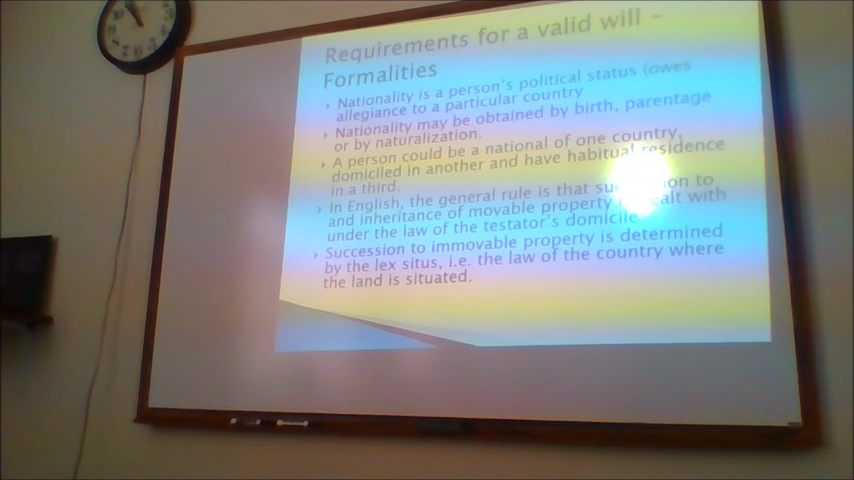 Requirements for a valid will –
Formalities
Nationality is a person's political status (owes
allegiance to a particular country
Nationality may be obtained by birth, parentage
or by naturalization.
A person could be a national of one country,
domiciled in another and have habitual residence
in a third.
In English, the general rule is that to
and inheritance of movable property with
under the law of the testator's domicile
Succession to immovable property is determined
by the lex situs, i.e. the law of the country where
the land is situated.